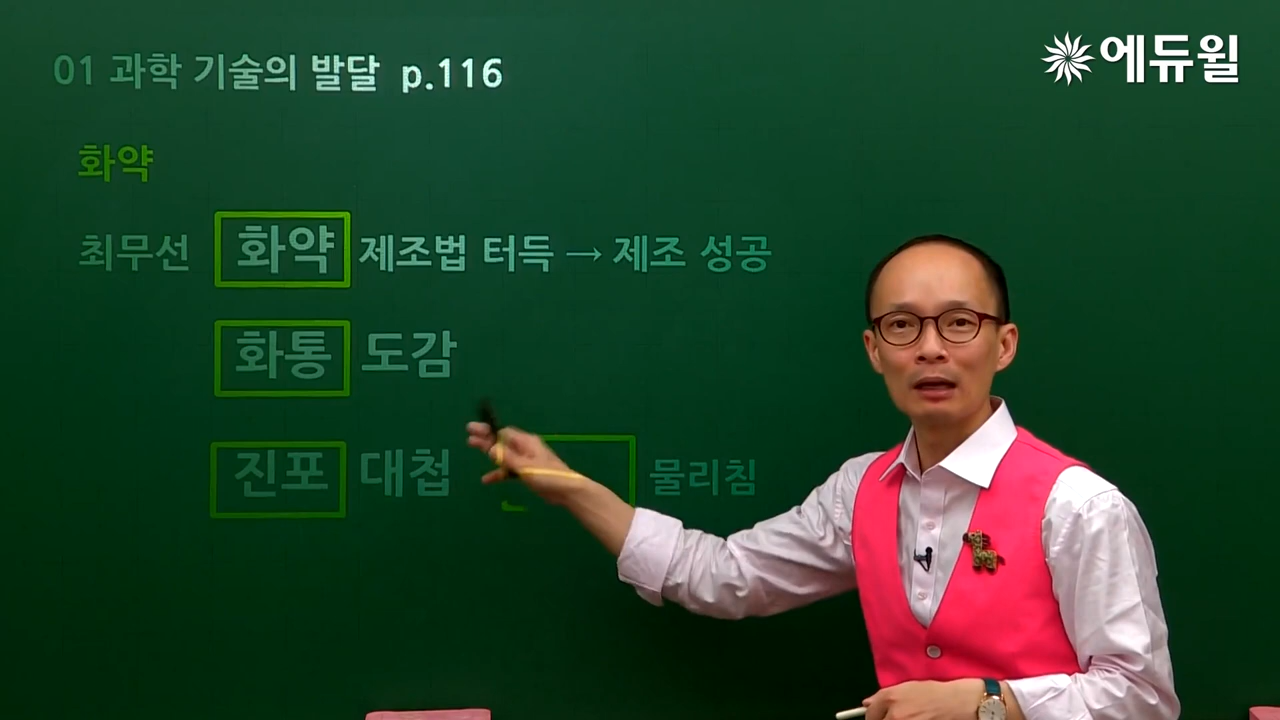 01 과학 기술의 발달 p.116
에듀윌
화약
최무선 화약 제조법 터득 → 제조 성공
화통 도감
진포 대첩 물리침